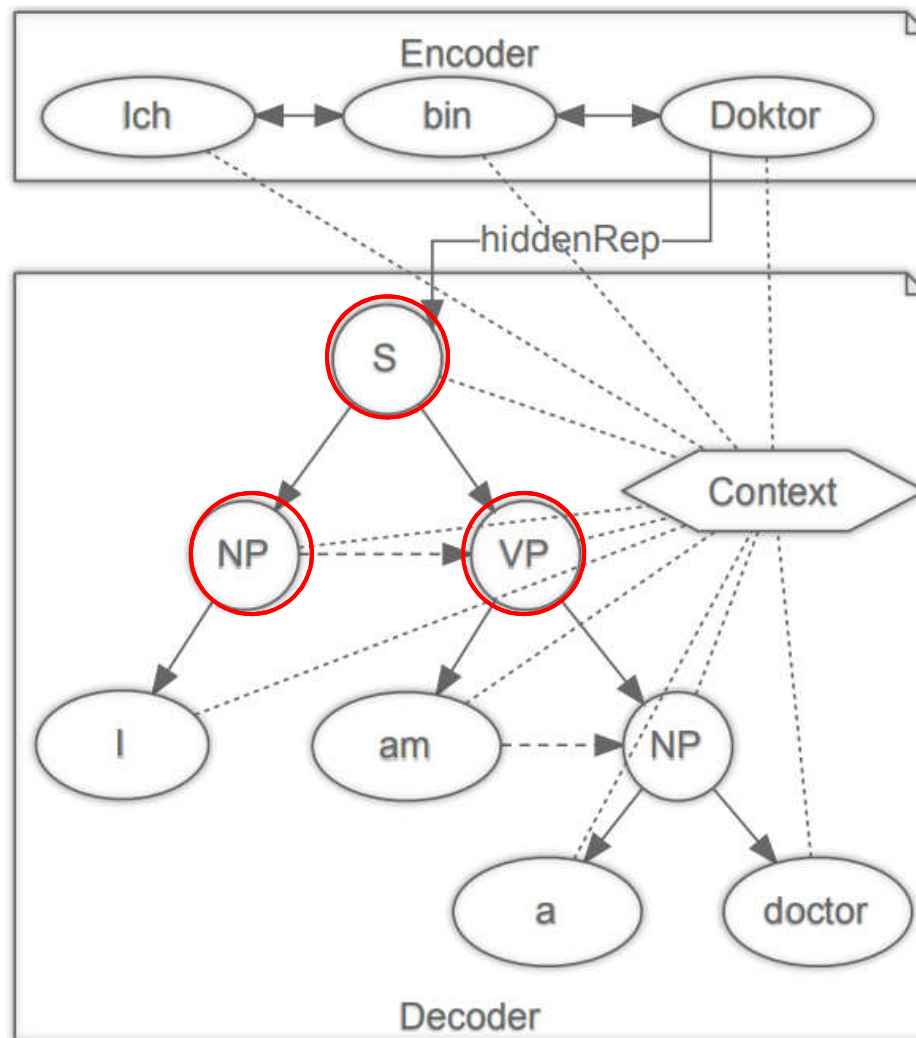 Encoder
Ich bin Doktor
hiddenRep
S
Context
NP VP
I am NP
a doctor
Decoder